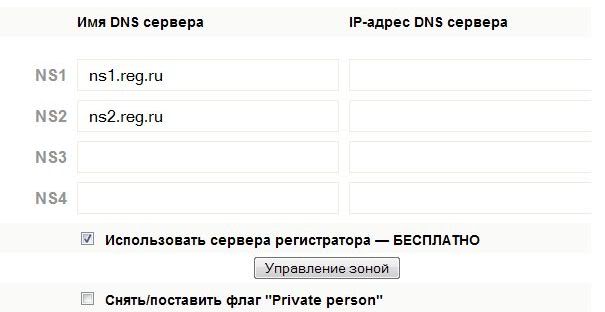 Имя DNS сервера IP-адрес DNS сервера
NS1 ns1.reg.ru
NS2 ns2.reg.ru
NS3
NS4
Использовать сервера регистратора — БЕСПЛАТНО
Управление зоной
Снять/поставить флаг "Private person"